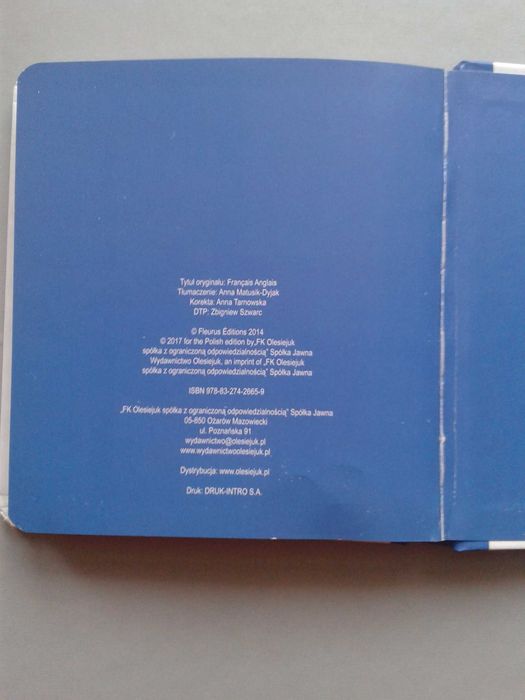 Tytuł oryginału: Français Anglais
Tłumaczenie: Anna Matusik-Dyjak
Korekta: Anna Tarnowska
DTP: Zbigniew Szwarc
© Fleurus Éditions 2014
© 2017 for the Polish edition by „FK Olesiejuk
spółka z ograniczoną odpowiedzialnością” Spółka Jawna
Wydawnictwo Olesiejuk, an imprint of „FK Olesiejuk
spółka z ograniczoną odpowiedzialnością” Spółka Jawna
ISBN 978-83-274-2665-9
„FK Olesiejuk spółka z ograniczoną odpowiedzialnością” Spółka Jawna
05-850 Ożarów Mazowiecki
ul. Poznańska 91
wydawnictwo@olesiejuk.pl
www.wydawnictwoolesiejuk.pl
Dystrybucja: www.olesiejuk.pl
Druk: DRUK-INTRO S.A.